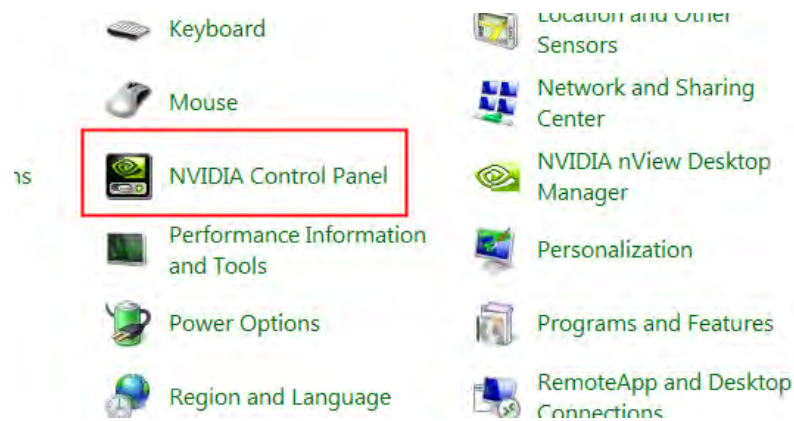 Keyboard
Location and Other
Sensors
Mouse
Network and Sharing
Center
ns
NVIDIA Control Panel
NVIDIA nView Desktop
Manager
Performance Information
and Tools
Personalization
Power Options
Programs and Features
Region and Language
RemoteApp and Desktop
Connections